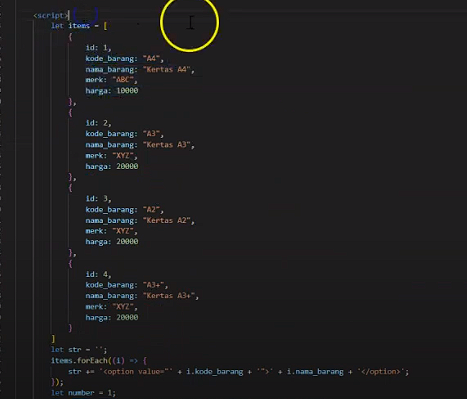 <script>
let items = [
{
id: 1,
kode_barang: "A4",
nama_barang: "Kertas A4",
merk: "ABC",
harga: 10000
},
{
id: 2,
kode_barang: "A3",
nama_barang: "Kertas A3",
merk: "XYZ",
harga: 20000
},
{
id: 3,
kode_barang: "A2",
nama_barang: "Kertas A2",
merk: "XYZ",
harga: 20000
},
{
id: 4,
kode_barang: "A3+",
nama_barang: "Kertas A3+",
merk: "XYZ",
harga: 20000
}
]
let str = '';
items.forEach((i) => {
str += '<option value="' + i.kode_barang + '">' + i.nama_barang + '</option>';
});
let number = 1;